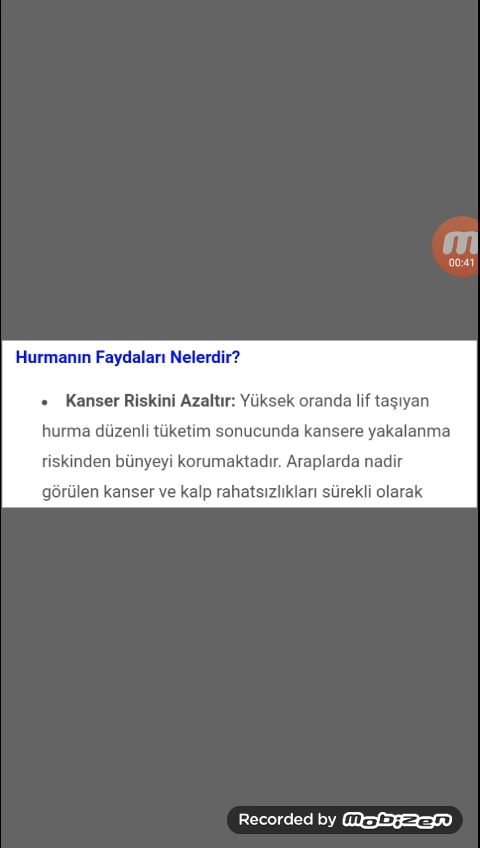 00:41
Hurmanın Faydaları Nelerdir?
• Kanser Riskini Azaltır: Yüksek oranda lif taşıyan
hurma düzenli tüketim sonucunda kansere yakalanma
riskinden bünyeyi korumaktadır. Araplarda nadir
görülen kanser ve kalp rahatsızlıkları sürekli olarak
Recorded by mobizen